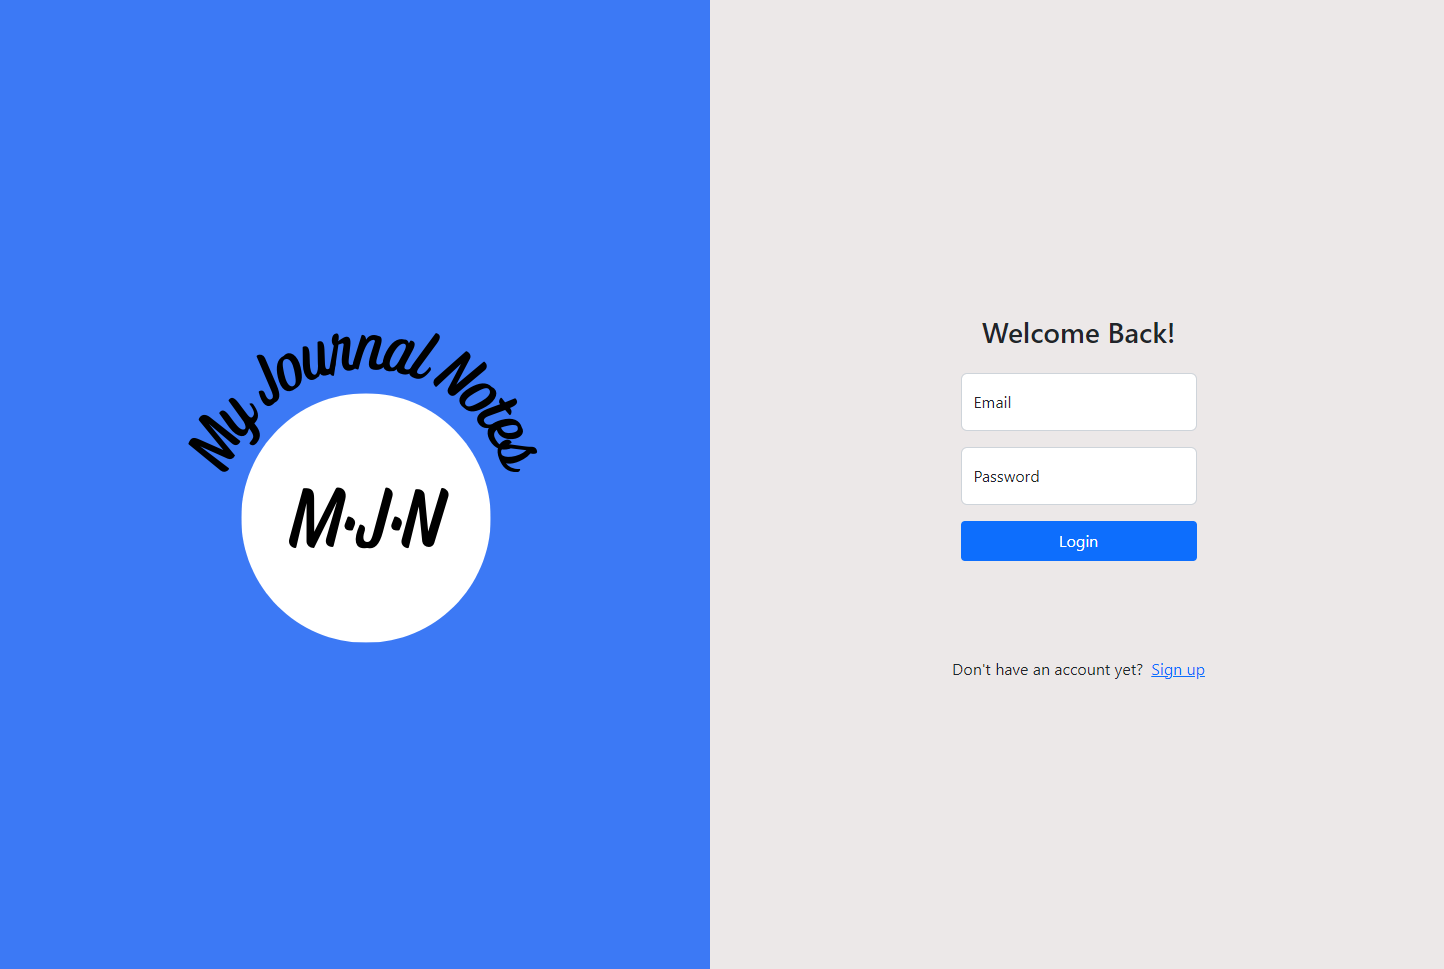 My Journal Notes
M·J·N
Welcome Back!
Email
Password
Login
Don't have an account yet? Sign up